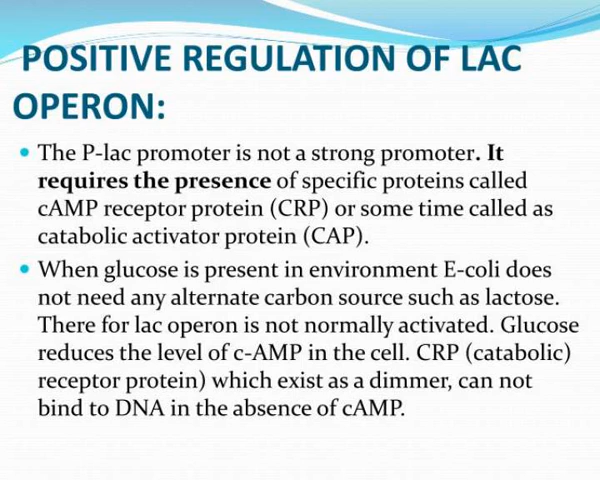 POSITIVE REGULATION OF LAC
OPERON:
• The P-lac promoter is not a strong promoter. It
requires the presence of specific proteins called
cAMP receptor protein (CRP) or some time called as
catabolic activator protein (CAP).
• When glucose is present in environment E-coli does
not need any alternate carbon source such as lactose.
There for lac operon is not normally activated. Glucose
reduces the level of c-AMP in the cell. CRP (catabolic)
receptor protein) which exist as a dimmer, can not
bind to DNA in the absence of cAMP.